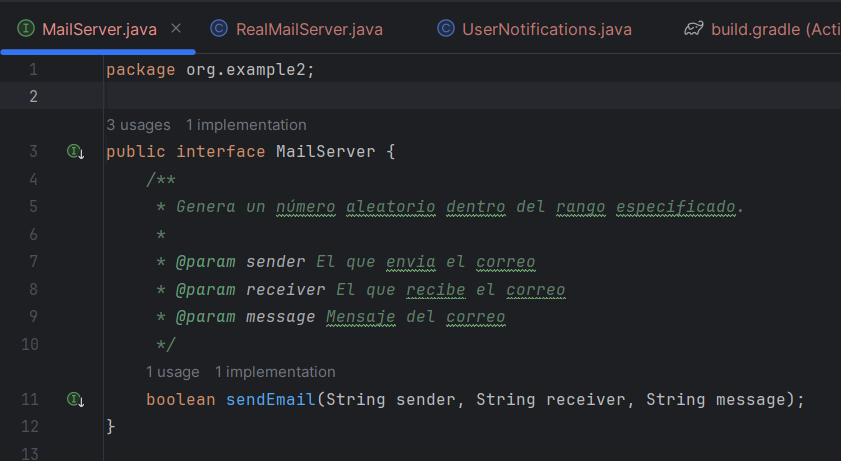 MailServer.java RealMailServer.java UserNotifications.java build.gradle (Acti
1 package org.example2;
2
3 usages 1 implementation
3 public interface MailServer {
4 /**
5 * Genera un número aleatorio dentro del rango especificado.
6 *
7 * @param sender El que envia el correo
8 * @param receiver El que recibe el correo
9 * @param message Mensaje del correo
10 */
1 usage 1 implementation
11 boolean sendEmail(String sender, String receiver, String message);
12 }
13